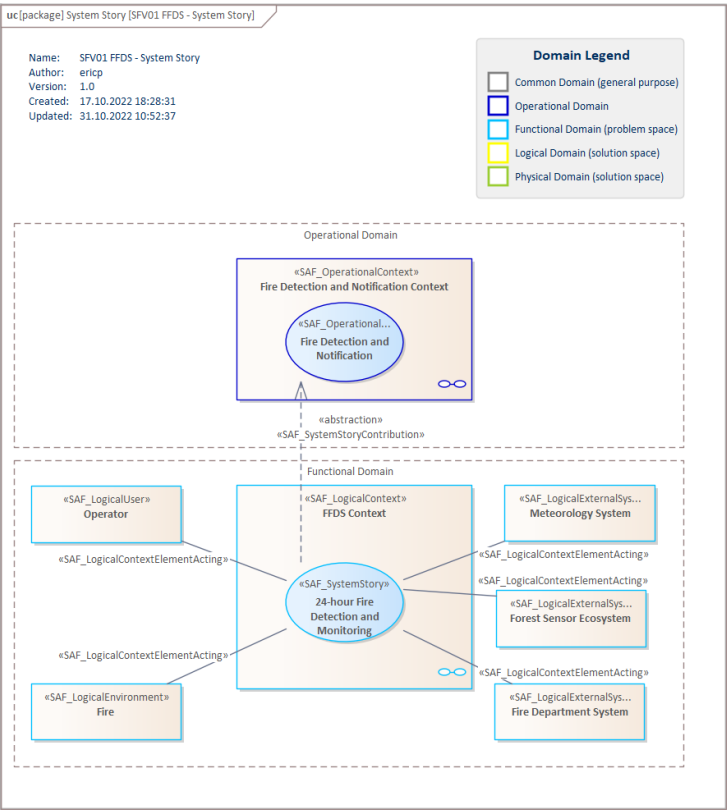 uc [package] System Story [SFV01 FFDS - System Story]
Name: SFV01 FFDS - System Story
Author: ericp
Version: 1.0
Created: 17.10.2022 18:28:31
Updated: 31.10.2022 10:52:37
Domain Legend
Common Domain (general purpose)
Operational Domain
Functional Domain (problem space)
Logical Domain (solution space)
Physical Domain (solution space)
Operational Domain
«SAF_OperationalContext»
Fire Detection and Notification Context
«SAF_Operational...
Fire Detection and
Notification
«abstraction»
«SAF_SystemStoryContribution»
Functional Domain
«SAF_LogicalUser»
Operator
«SAF_LogicalContext»
FFDS Context
«SAF_LogicalExternalSys...
Meteorology System
«SAF_LogicalContextElementActing»
«SAF_LogicalContextElementActing»
«SAF_LogicalContextElementActing»
«SAF_SystemStory»
24-hour Fire
Detection and
Monitoring
«SAF_LogicalExternalSys...
Forest Sensor Ecosystem
«SAF_LogicalContextElementActing»
«SAF_LogicalContextElementActing»
«SAF_LogicalEnvironment»
Fire
«SAF_LogicalExternalSys...
Fire Department System